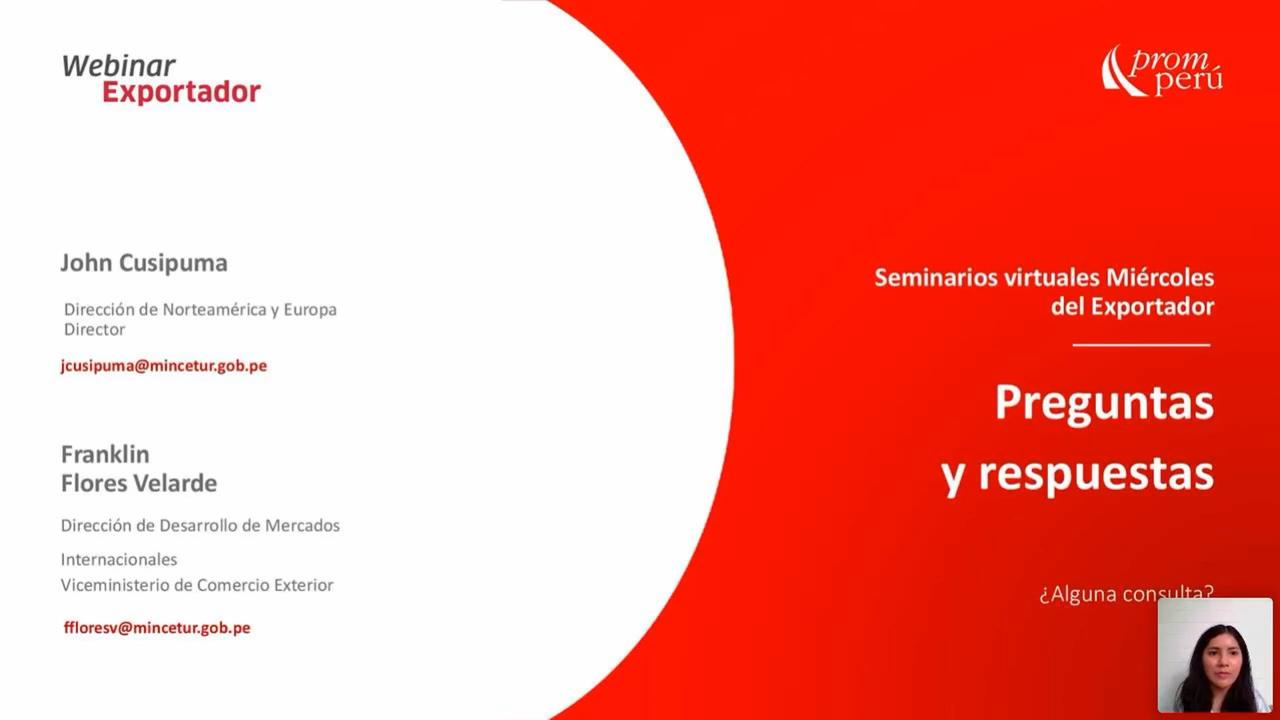 Webinar
Exportador
prom
perú
John Cusipuma
Dirección de Norteamérica y Europa
Director
jcusipuma@mincetur.gob.pe
Franklin
Flores Velarde
Dirección de Desarrollo de Mercados
Internacionales
Viceministerio de Comercio Exterior
ffloresv@mincetur.gob.pe
Seminarios virtuales Miércoles
del Exportador
Preguntas
y respuestas
¿Alguna consulta?